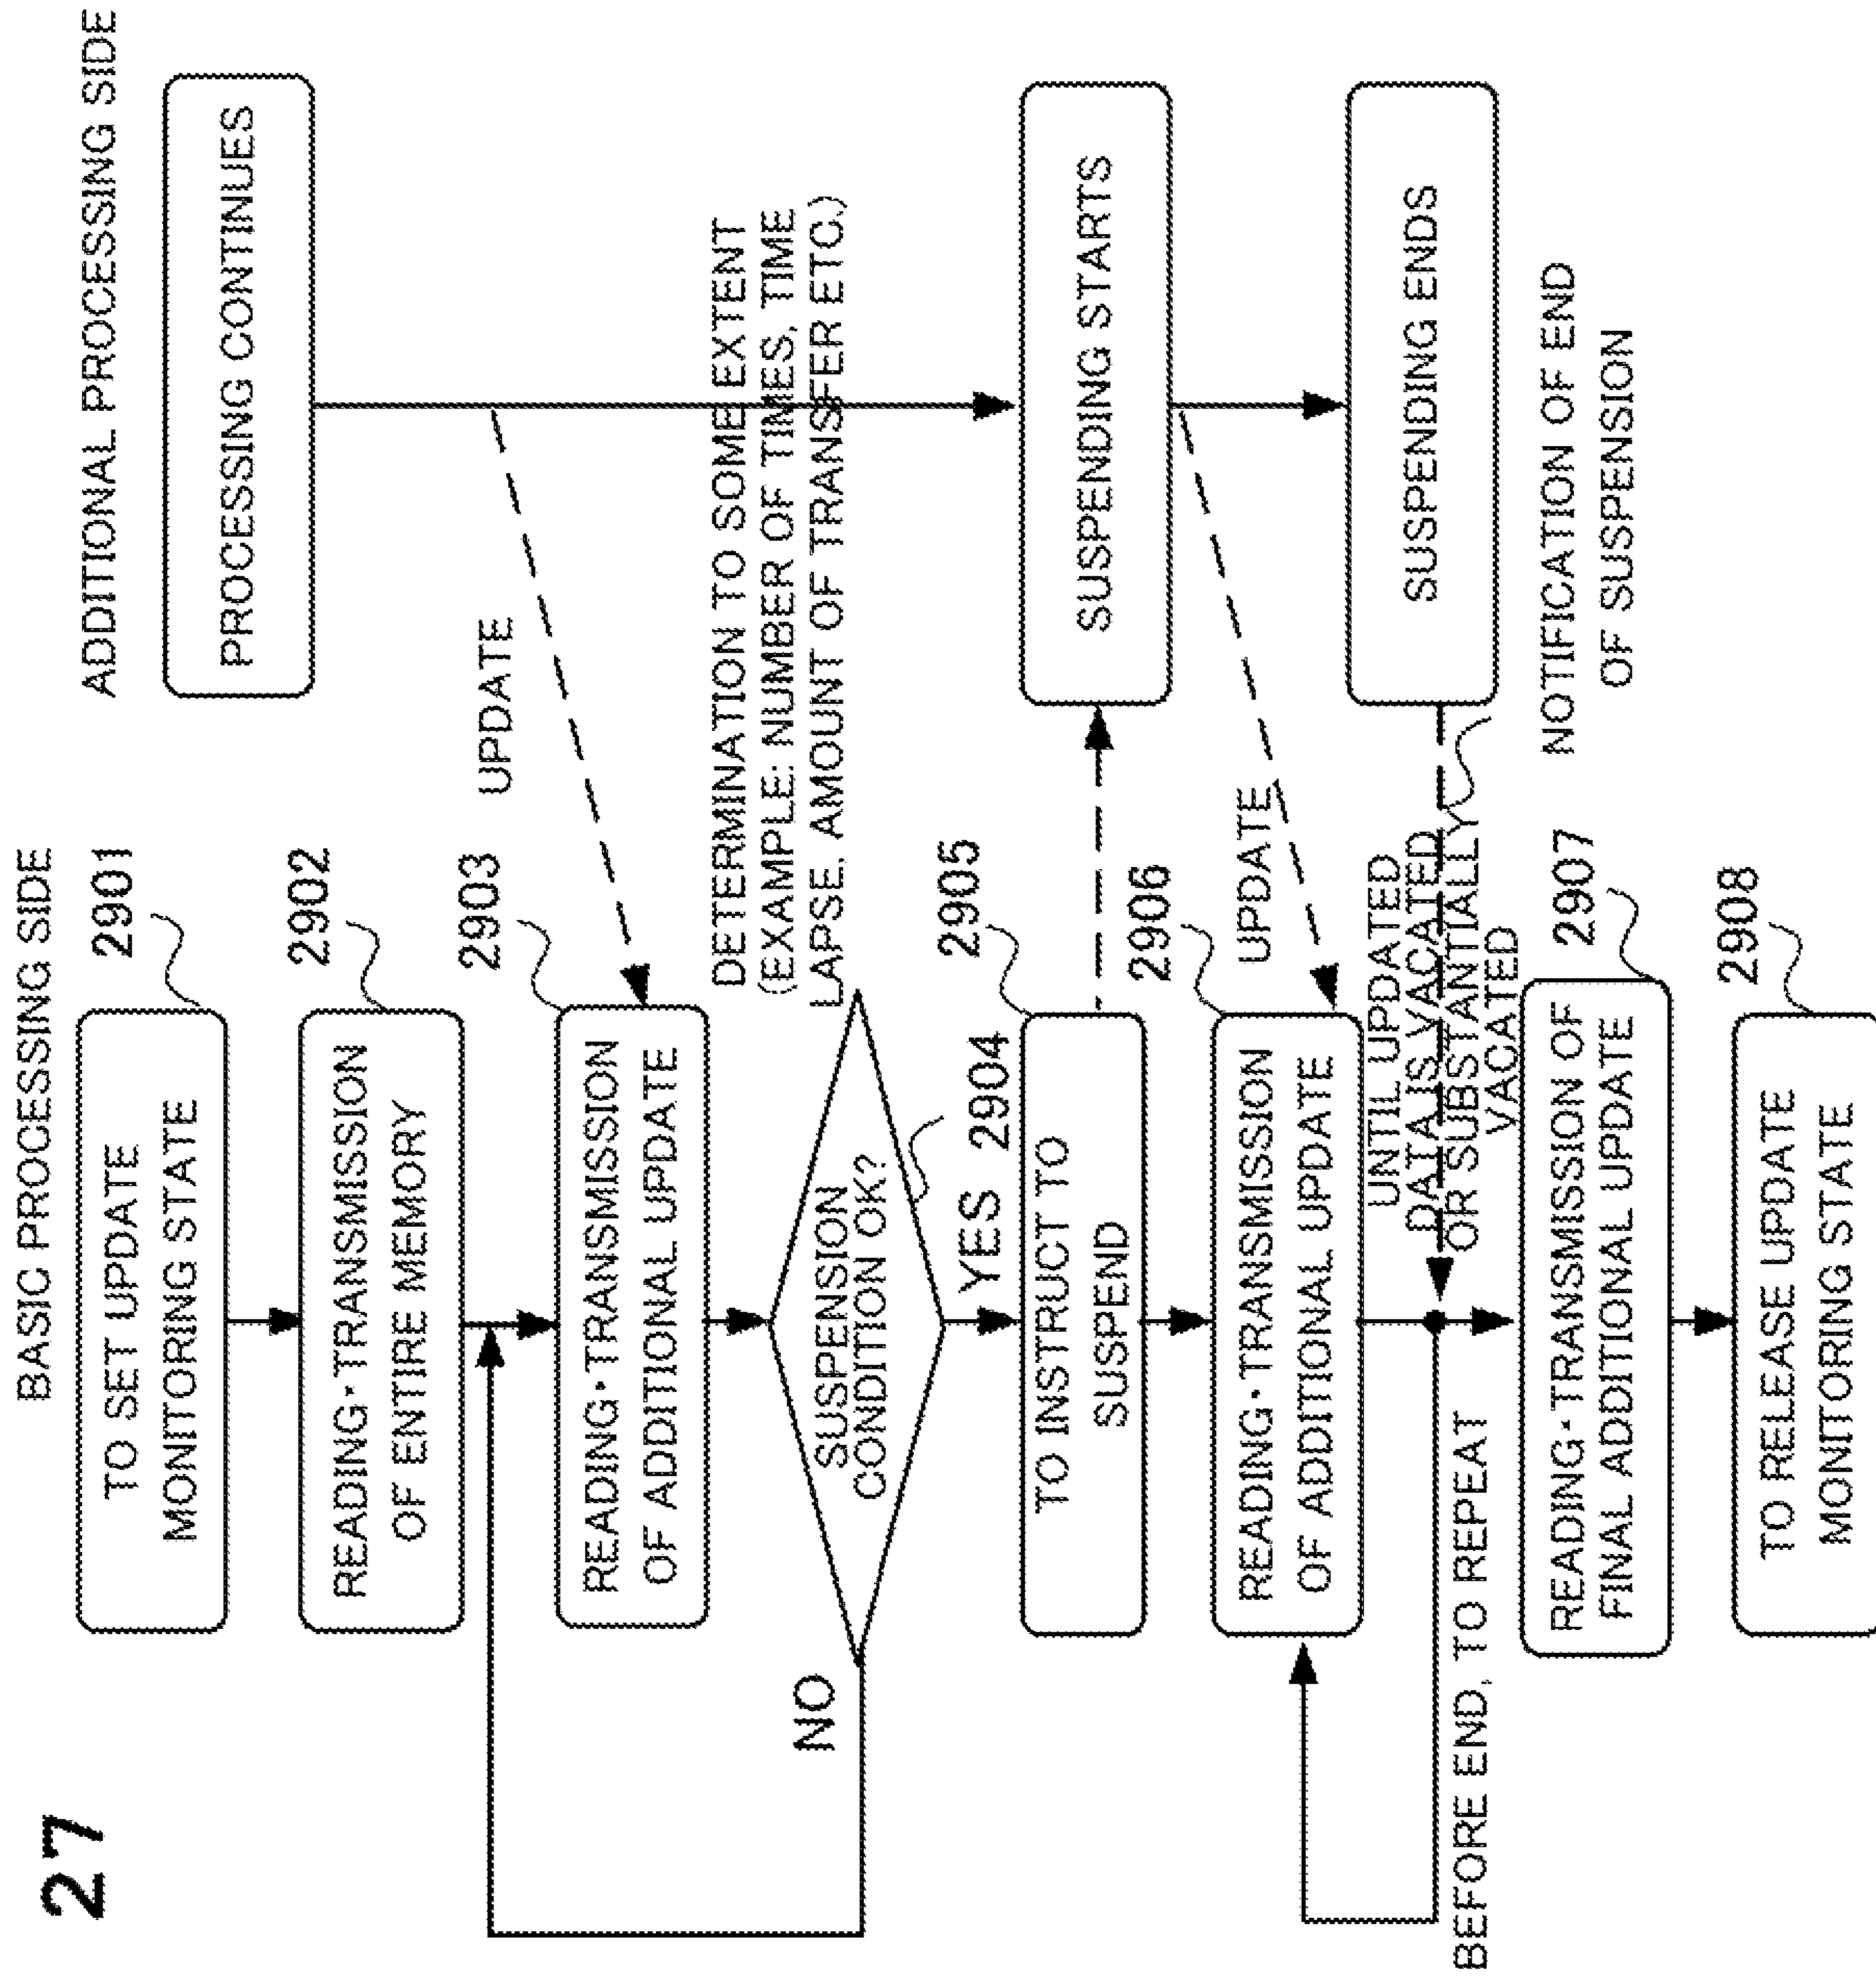 27
BASIC PROCESSING SIDE
ADDITIONAL PROCESSING SIDE
2901
TO SET UPDATE
MONITORING STATE
PROCESSING CONTINUES
2902
READING·TRANSMISSION
OF ENTIRE MEMORY
UPDATE
2903
READING·TRANSMISSION
OF ADDITIONAL UPDATE
DETERMINATION TO SOME EXTENT
(EXAMPLE: NUMBER OF TIMES, TIME
LAPSE, AMOUNT OF TRANSFER ETC.)
NO
SUSPENSION
CONDITION OK?
YES
2904
2905
TO INSTRUCT TO
SUSPEND
SUSPENDING STARTS
2906
READING·TRANSMISSION
OF ADDITIONAL UPDATE
UPDATE
SUSPENDING ENDS
UNTIL UPDATED
DATA IS VACATED
OR SUBSTANTIALLY
VACATED
BEFORE END, TO REPEAT
NOTIFICATION OF END
OF SUSPENSION
2907
READING·TRANSMISSION OF
FINAL ADDITIONAL UPDATE
2908
TO RELEASE UPDATE
MONITORING STATE